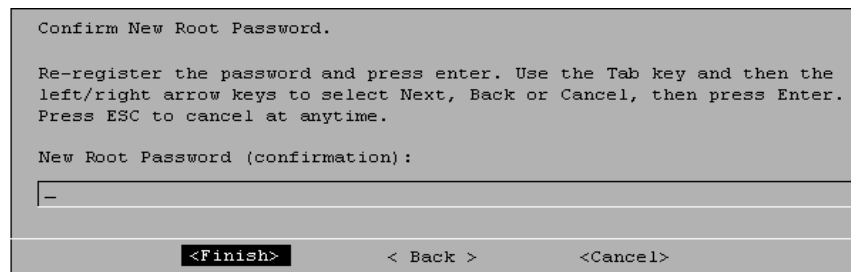 Confirm New Root Password.
Re-register the password and press enter. Use the Tab key and then the
left/right arrow keys to select Next, Back or Cancel, then press Enter.
Press ESC to cancel at anytime.
New Root Password (confirmation):
_
<Finish> < Back > <Cancel>